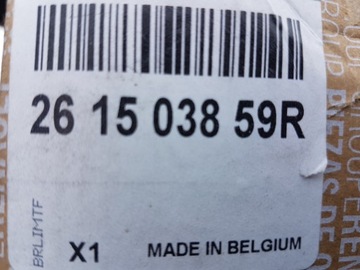 26 15 038 59R
BRLIMTF
X1
MADE IN BELGIUM